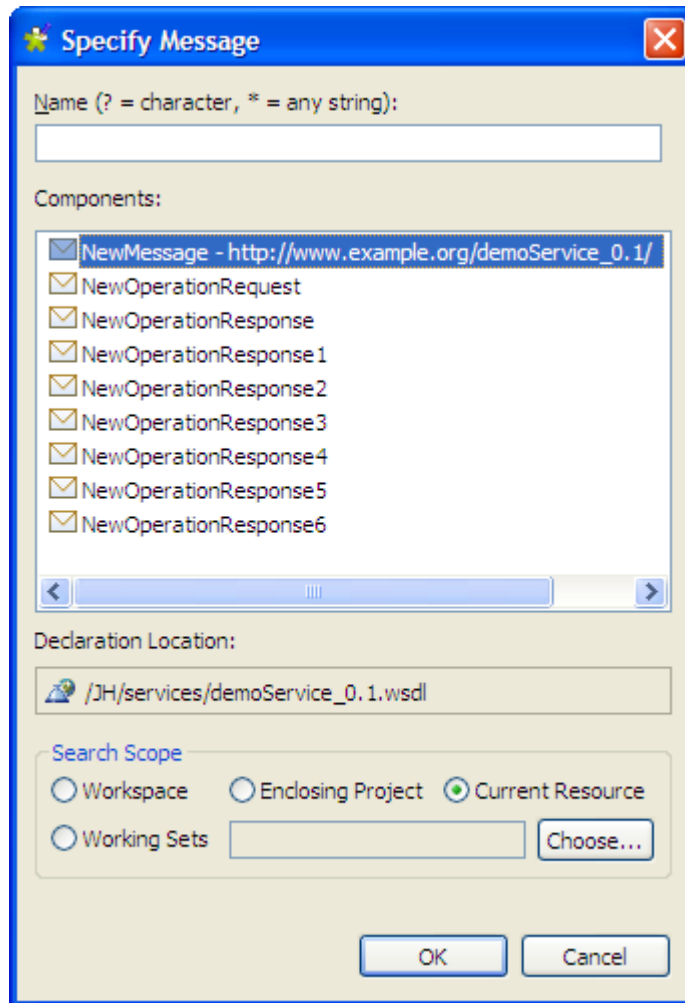 Specify Message
Name (? = character, * = any string):
Components:
NewMessage - http://www.example.org/demoService_0.1/
NewOperationRequest
NewOperationResponse
NewOperationResponse1
NewOperationResponse2
NewOperationResponse3
NewOperationResponse4
NewOperationResponse5
NewOperationResponse6
Declaration Location:
/JH/services/demoService_0.1.wsdl
Search Scope
Workspace Enclosing Project Current Resource
Working Sets Choose...
OK Cancel